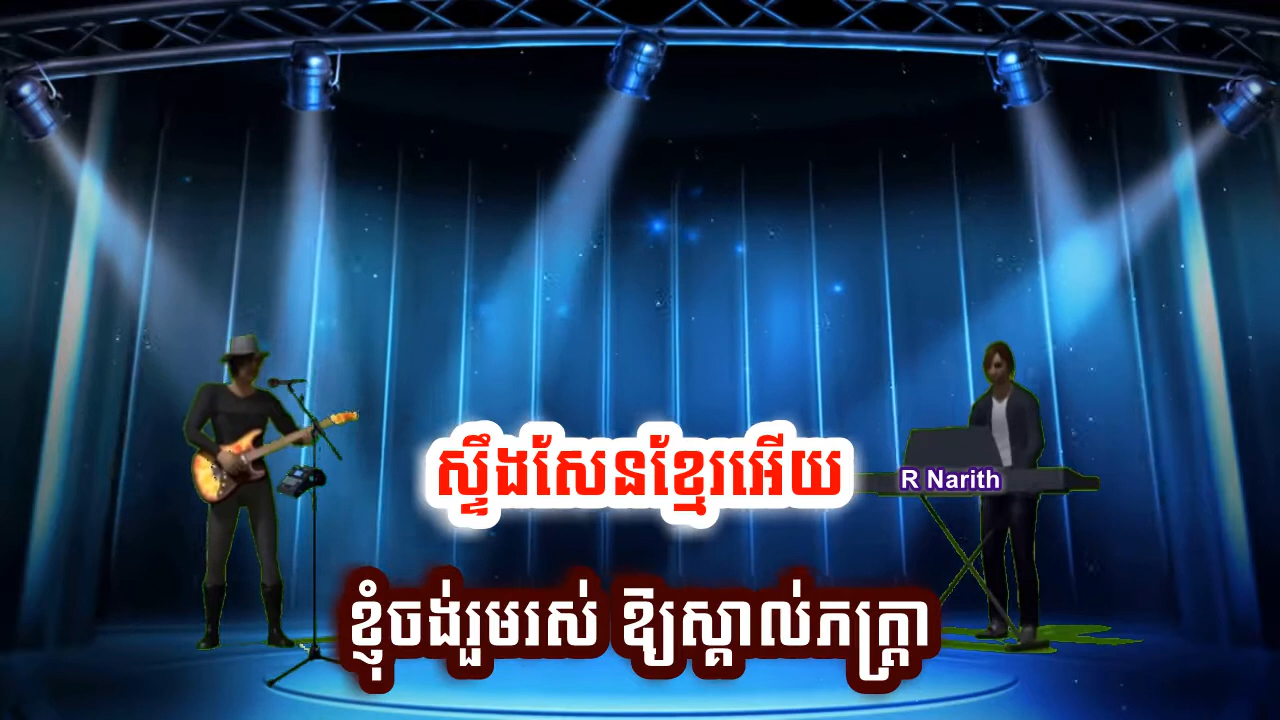 ស្ទឹងសែនខ្មែរអើយ
R Narith
ខ្ញុំចង់រួមរស់ ឱ្យស្គាល់ភក្ត្រា